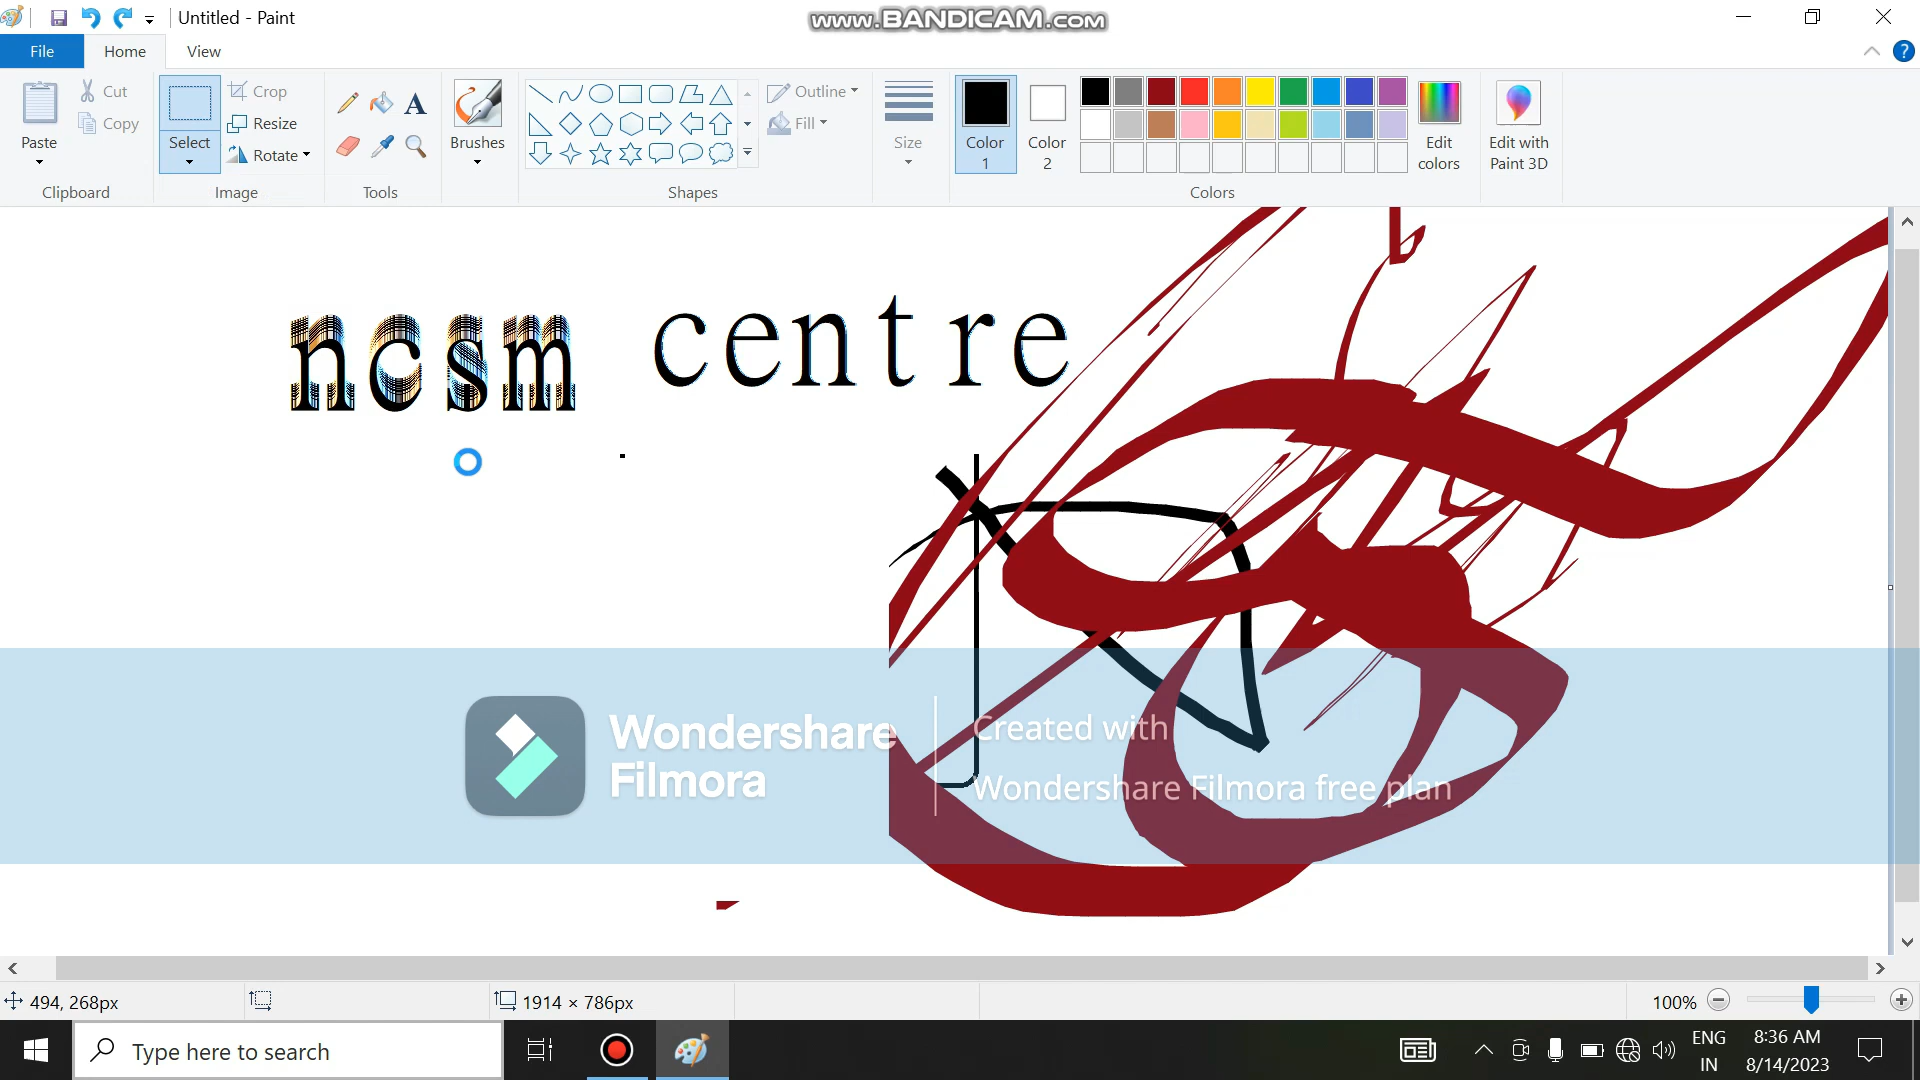 Untitled - Paint
www.BANDICAM.com
File Home View
Paste
Cut
Copy
Clipboard
Select
Crop
Resize
Rotate
Image
A
Tools
Brushes
Shapes
Outline
Fill
Size
Color
1
Color
2
Edit
colors
Edit with
Paint 3D
Colors
?
ncsm centre
Wondershare
Filmora
Created with
Wondershare Filmora free plan
494, 268px
1914 × 786px
100%
Type here to search
ENG
IN
8:36 AM
8/14/2023